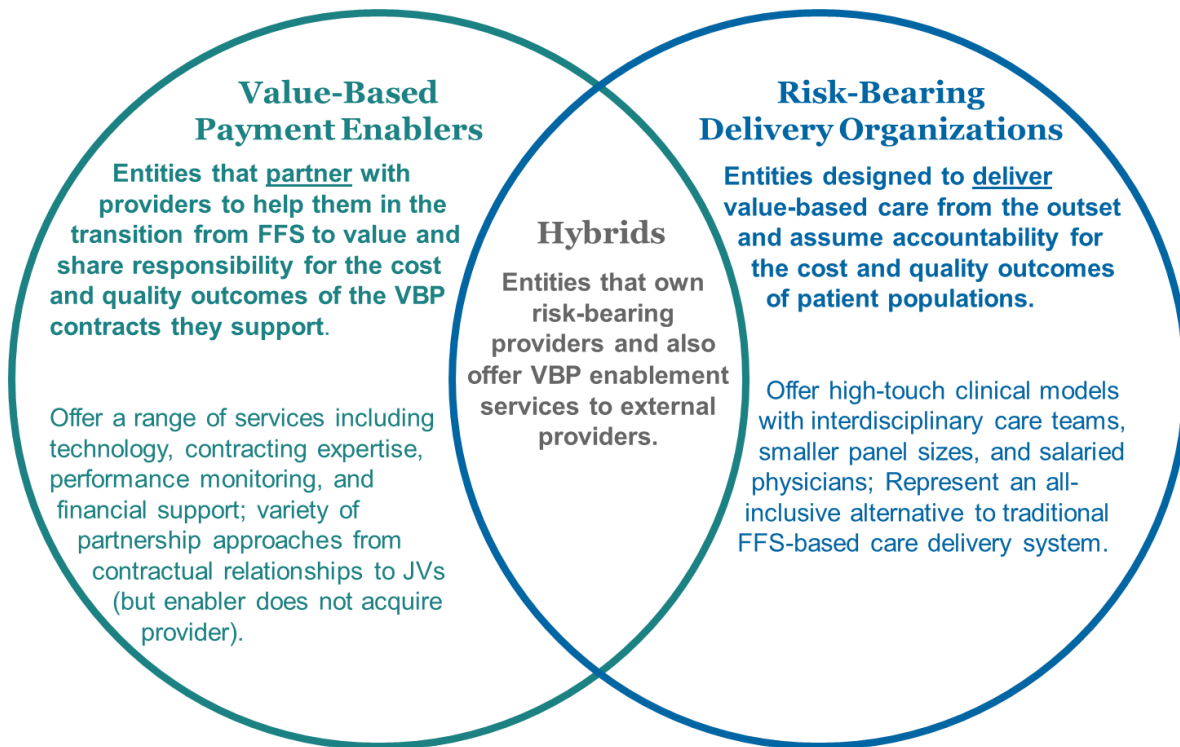 Value-Based
Payment Enablers
Entities that partner with
providers to help them in the
transition from FFS to value and
share responsibility for the cost
and quality outcomes of the VBP
contracts they support.
Offer a range of services including
technology, contracting expertise,
performance monitoring, and
financial support; variety of
partnership approaches from
contractual relationships to JVs
(but enabler does not acquire
provider).
Hybrids
Entities that own
risk-bearing
providers and also
offer VBP enablement
services to external
providers.
Risk-Bearing
Delivery Organizations
Entities designed to deliver
value-based care from the outset
and assume accountability for
the cost and quality outcomes
of patient populations.
Offer high-touch clinical models
with interdisciplinary care teams,
smaller panel sizes, and salaried
physicians; Represent an all-
inclusive alternative to traditional
FFS-based care delivery system.